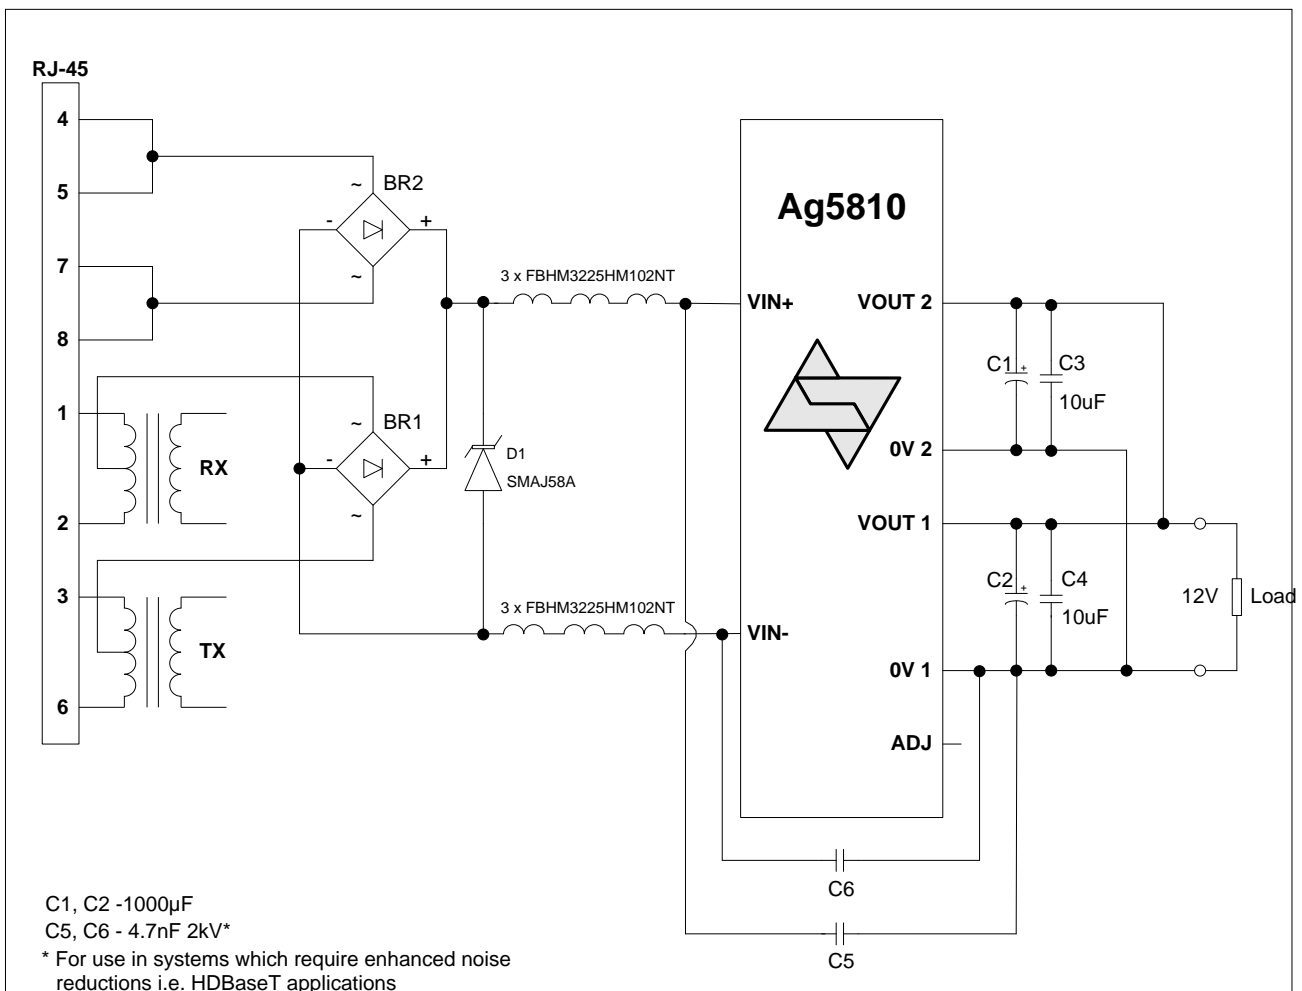 RJ-45
4
5
7
8
1
2
3
6
RX
TX
~
BR2
-
+
~
~
BR1
-
+
~
3 x FBHM3225HM102NT
D1
SMAJ58A
3 x FBHM3225HM102NT
Ag5810
VIN+
VIN-
VOUT 2
0V 2
VOUT 1
0V 1
ADJ
C1
+
C3
10uF
C2
+
C4
10uF
12V
Load
C6
C5
C1, C2 -1000µF
C5, C6 - 4.7nF 2kV*
* For use in systems which require enhanced noise
reductions i.e. HDBaseT applications